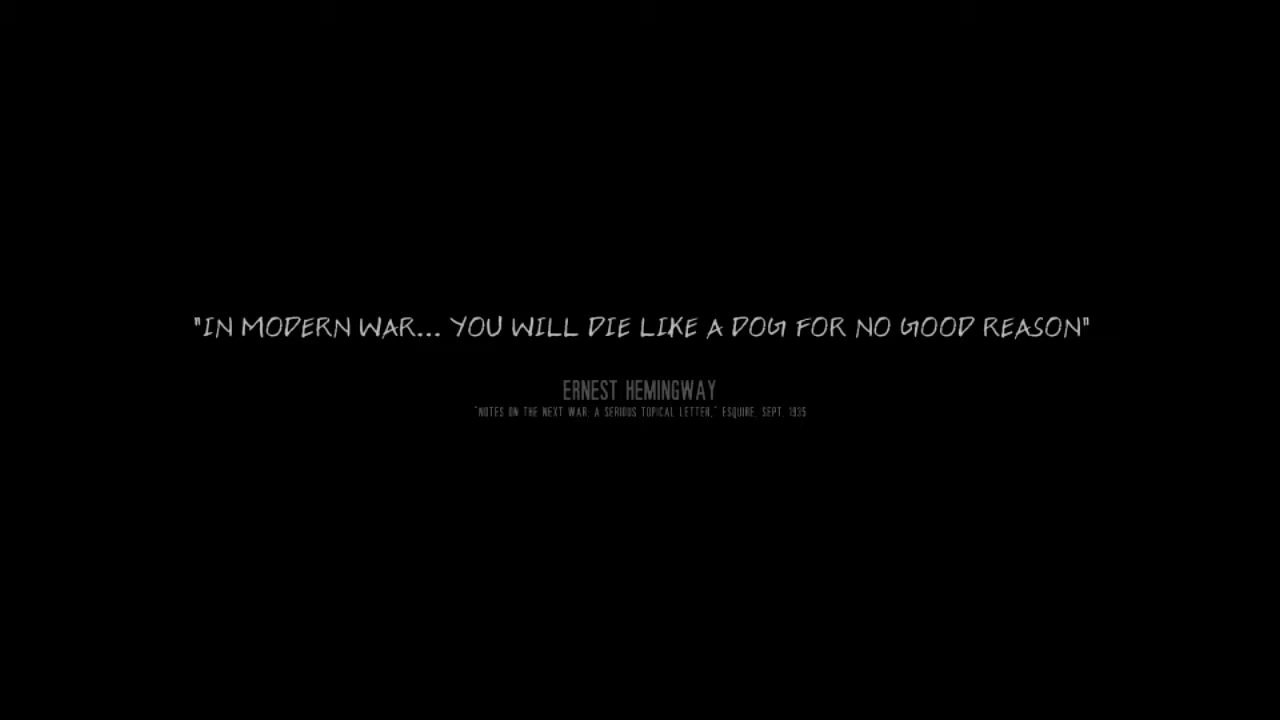 "IN MODERN WAR... YOU WILL DIE LIKE A DOG FOR NO GOOD REASON"
ERNEST HEMINGWAY
"NOTES ON THE NEXT WAR: A SERIOUS TOPICAL LETTER," ESQUIRE, SEPT. 1935